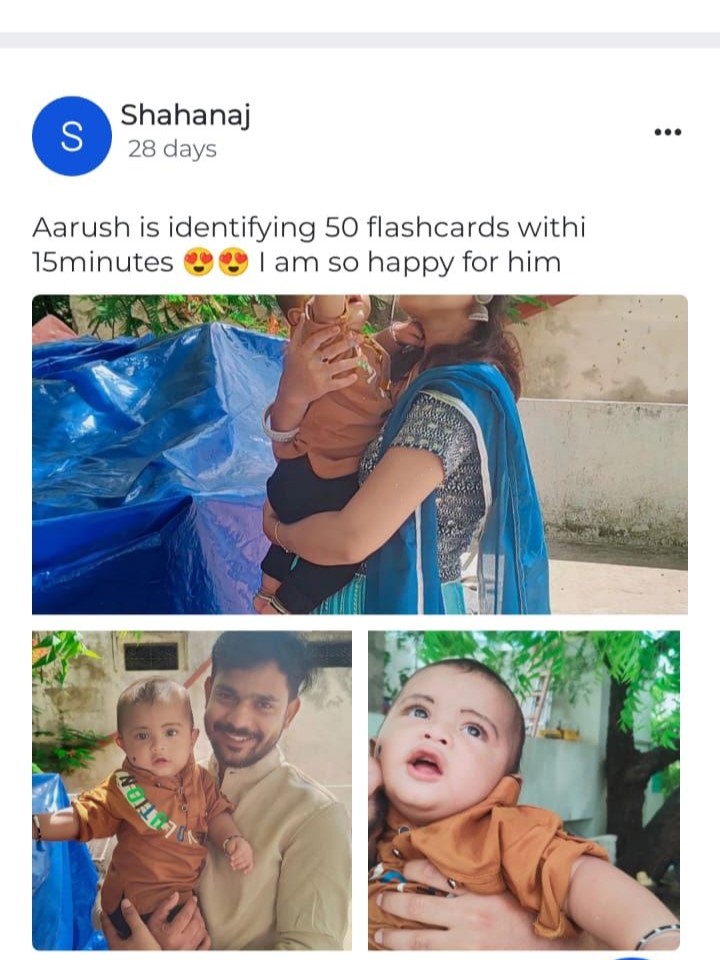 S
Shahanaj
28 days
Aarush is identifying 50 flashcards withi
15minutes 😍😍 I am so happy for him